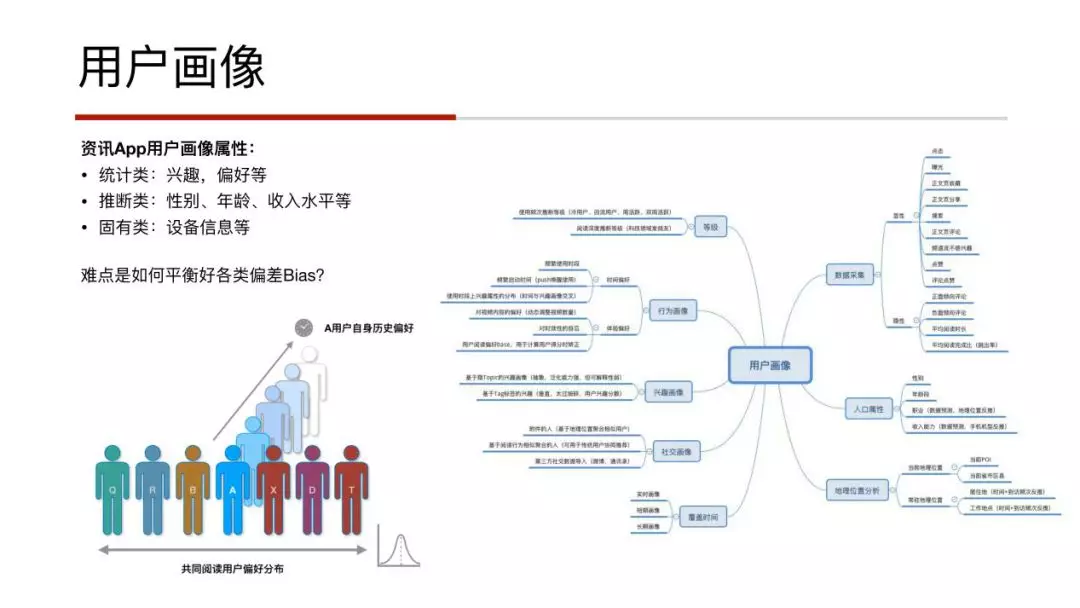 用户画像
资讯App用户画像属性：
• 统计类：兴趣，偏好等
• 推断类：性别、年龄、收入水平等
• 固有类：设备信息等
难点是如何平衡好各类偏差Bias？
A用户自身历史偏好
Q R B A X D T
共同阅读用户偏好分布
用户画像
等级
使用频次推断等级（冷用户、回流用户、周活跃、双周活跃）
阅读深度推断等级（科技领域发烧友）
行为画像
时间偏好
频繁使用时段
频繁启动时间（push唤醒使用）
使用时段上兴趣属性的分布（时间与兴趣画像交叉）
体验偏好
对视频内容的偏好（动态调整视频数量）
对时效性的容忍
用户阅读偏好base，用于计算用户得分时矫正
兴趣画像
基于隐Topic的兴趣画像（抽象，泛化能力强，但可解释性弱）
基于Tag标签的兴趣（垂直，太过细碎，用户兴趣分散）
社交画像
附件的人（基于地理位置聚合相似用户）
基于阅读行为相似聚合的人（可用于传统用户协同推荐）
第三方社交数据导入（微博、通讯录）
覆盖时间
实时画像
短期画像
长期画像
数据采集
显性
点击
曝光
正文页收藏
正文页分享
搜索
正文页评论
频道流不感兴趣
点赞
评论点赞
隐性
正面倾向评论
负面倾向评论
平均阅读时长
平均阅读完成比（跳出率）
人口属性
性别
年龄段
职业（数据预测，地理位置反推）
收入能力（数据预测、手机机型反推）
地理位置分析
当前地理位置
当前POI
当前省市区县
常驻地理位置
居住地（时间+到访频次反推）
工作地点（时间+到访频次反推）